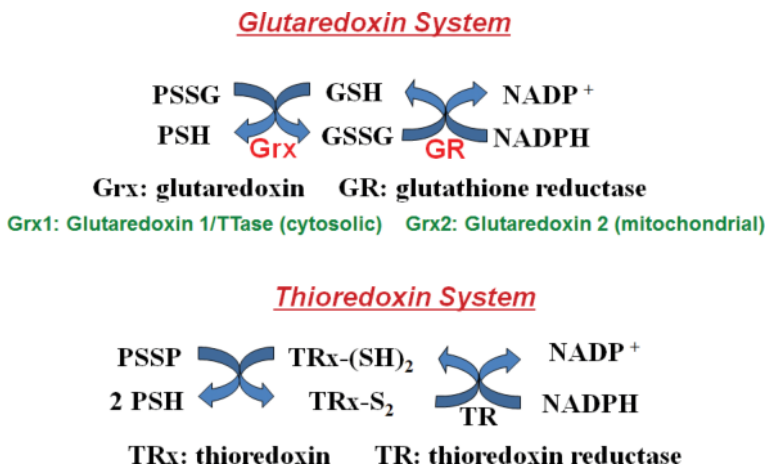 Glutaredoxin System
PSSG GSH NADP +
PSH Grx GSSG GR NADPH
Grx: glutaredoxin GR: glutathione reductase
Grx1: Glutaredoxin 1/TTase (cytosolic) Grx2: Glutaredoxin 2 (mitochondrial)
Thioredoxin System
PSSP TRx-(SH)₂ NADP +
2 PSH TRx-S₂ TR NADPH
TRx: thioredoxin TR: thioredoxin reductase